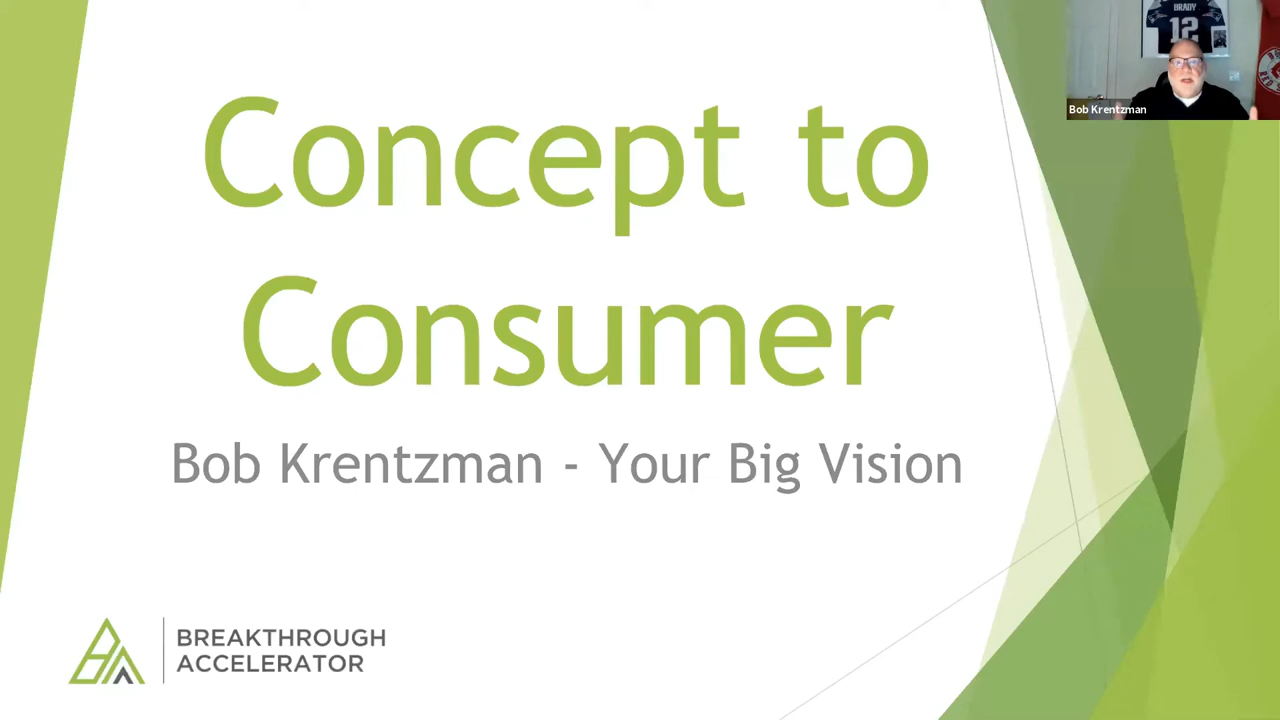 Concept to
Consumer
Bob Krentzman - Your Big Vision
BREAKTHROUGH
ACCELERATOR
BRADY
12
Bob Krentzman